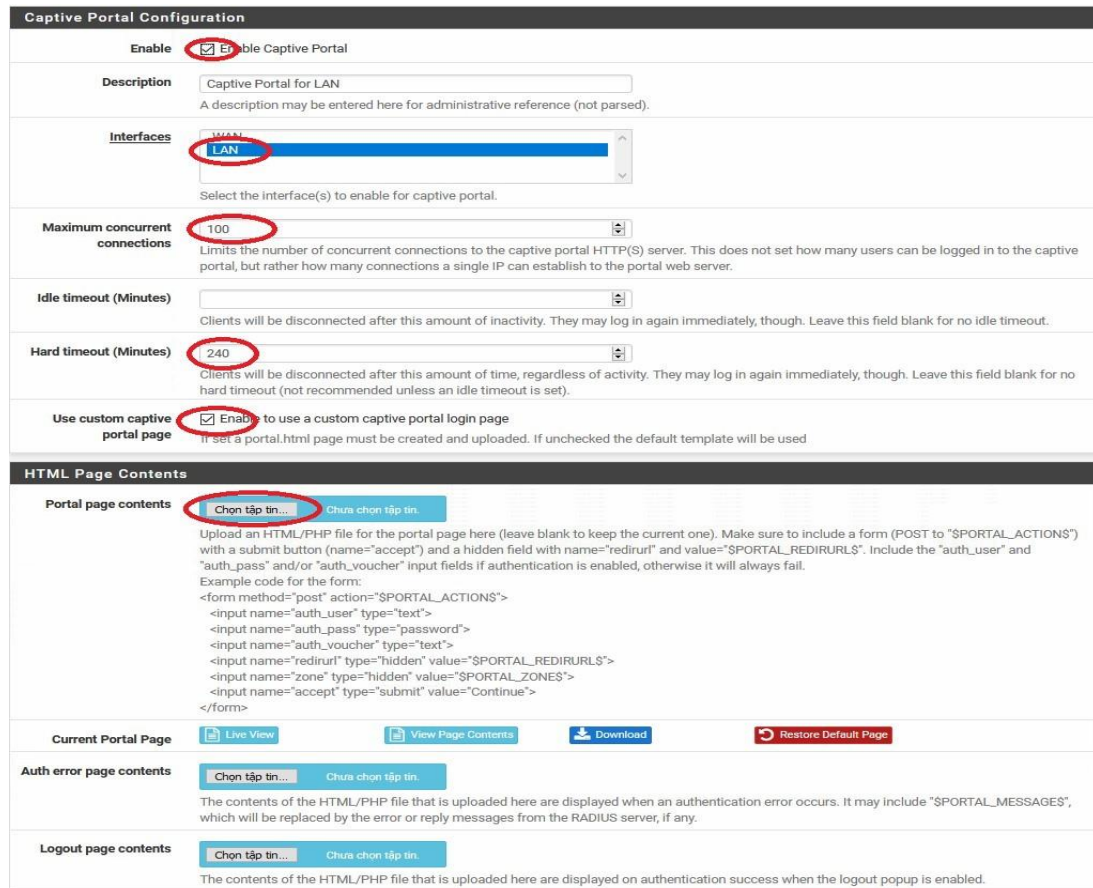 Captive Portal Configuration
Enable
Enable Captive Portal
Description
Captive Portal for LAN
A description may be entered here for administrative reference (not parsed).
Interfaces
WAN
LAN
Select the interface(s) to enable for captive portal.
Maximum concurrent
connections
100
Limits the number of concurrent connections to the captive portal HTTP(S) server. This does not set how many users can be logged in to the captive
portal, but rather how many connections a single IP can establish to the portal web server.
Idle timeout (Minutes)
Clients will be disconnected after this amount of inactivity. They may log in again immediately, though. Leave this field blank for no idle timeout.
Hard timeout (Minutes)
240
Clients will be disconnected after this amount of time, regardless of activity. They may log in again immediately, though. Leave this field blank for no
hard timeout (not recommended unless an idle timeout is set).
Use custom captive
portal page
Enable to use a custom captive portal login page
If set a portal.html page must be created and uploaded. If unchecked the default template will be used
HTML Page Contents
Portal page contents
Chọn tập tin... Chưa chọn tập tin.
Upload an HTML/PHP file for the portal page here (leave blank to keep the current one). Make sure to include a form (POST to "$PORTAL_ACTION$")
with a submit button (name="accept") and a hidden field with name="redirurl" and value="$PORTAL_REDIRURL$". Include the "auth_user" and
"auth_pass" and/or "auth_voucher" input fields if authentication is enabled, otherwise it will always fail.
Example code for the form:
<form method="post" action="$PORTAL_ACTION$">
<input name="auth_user" type="text">
<input name="auth_pass" type="password">
<input name="auth_voucher" type="text">
<input name="redirurl" type="hidden" value="$PORTAL_REDIRURL$">
<input name="zone" type="hidden" value="$PORTAL_ZONE$">
<input name="accept" type="submit" value="Continue">
</form>
Current Portal Page
Live View View Page Contents Download Restore Default Page
Auth error page contents
Chọn tập tin... Chưa chọn tập tin.
The contents of the HTML/PHP file that is uploaded here are displayed when an authentication error occurs. It may include "$PORTAL_MESSAGE$",
which will be replaced by the error or reply messages from the RADIUS server, if any.
Logout page contents
Chọn tập tin... Chưa chọn tập tin.
The contents of the HTML/PHP file that is uploaded here are displayed on authentication success when the logout popup is enabled.